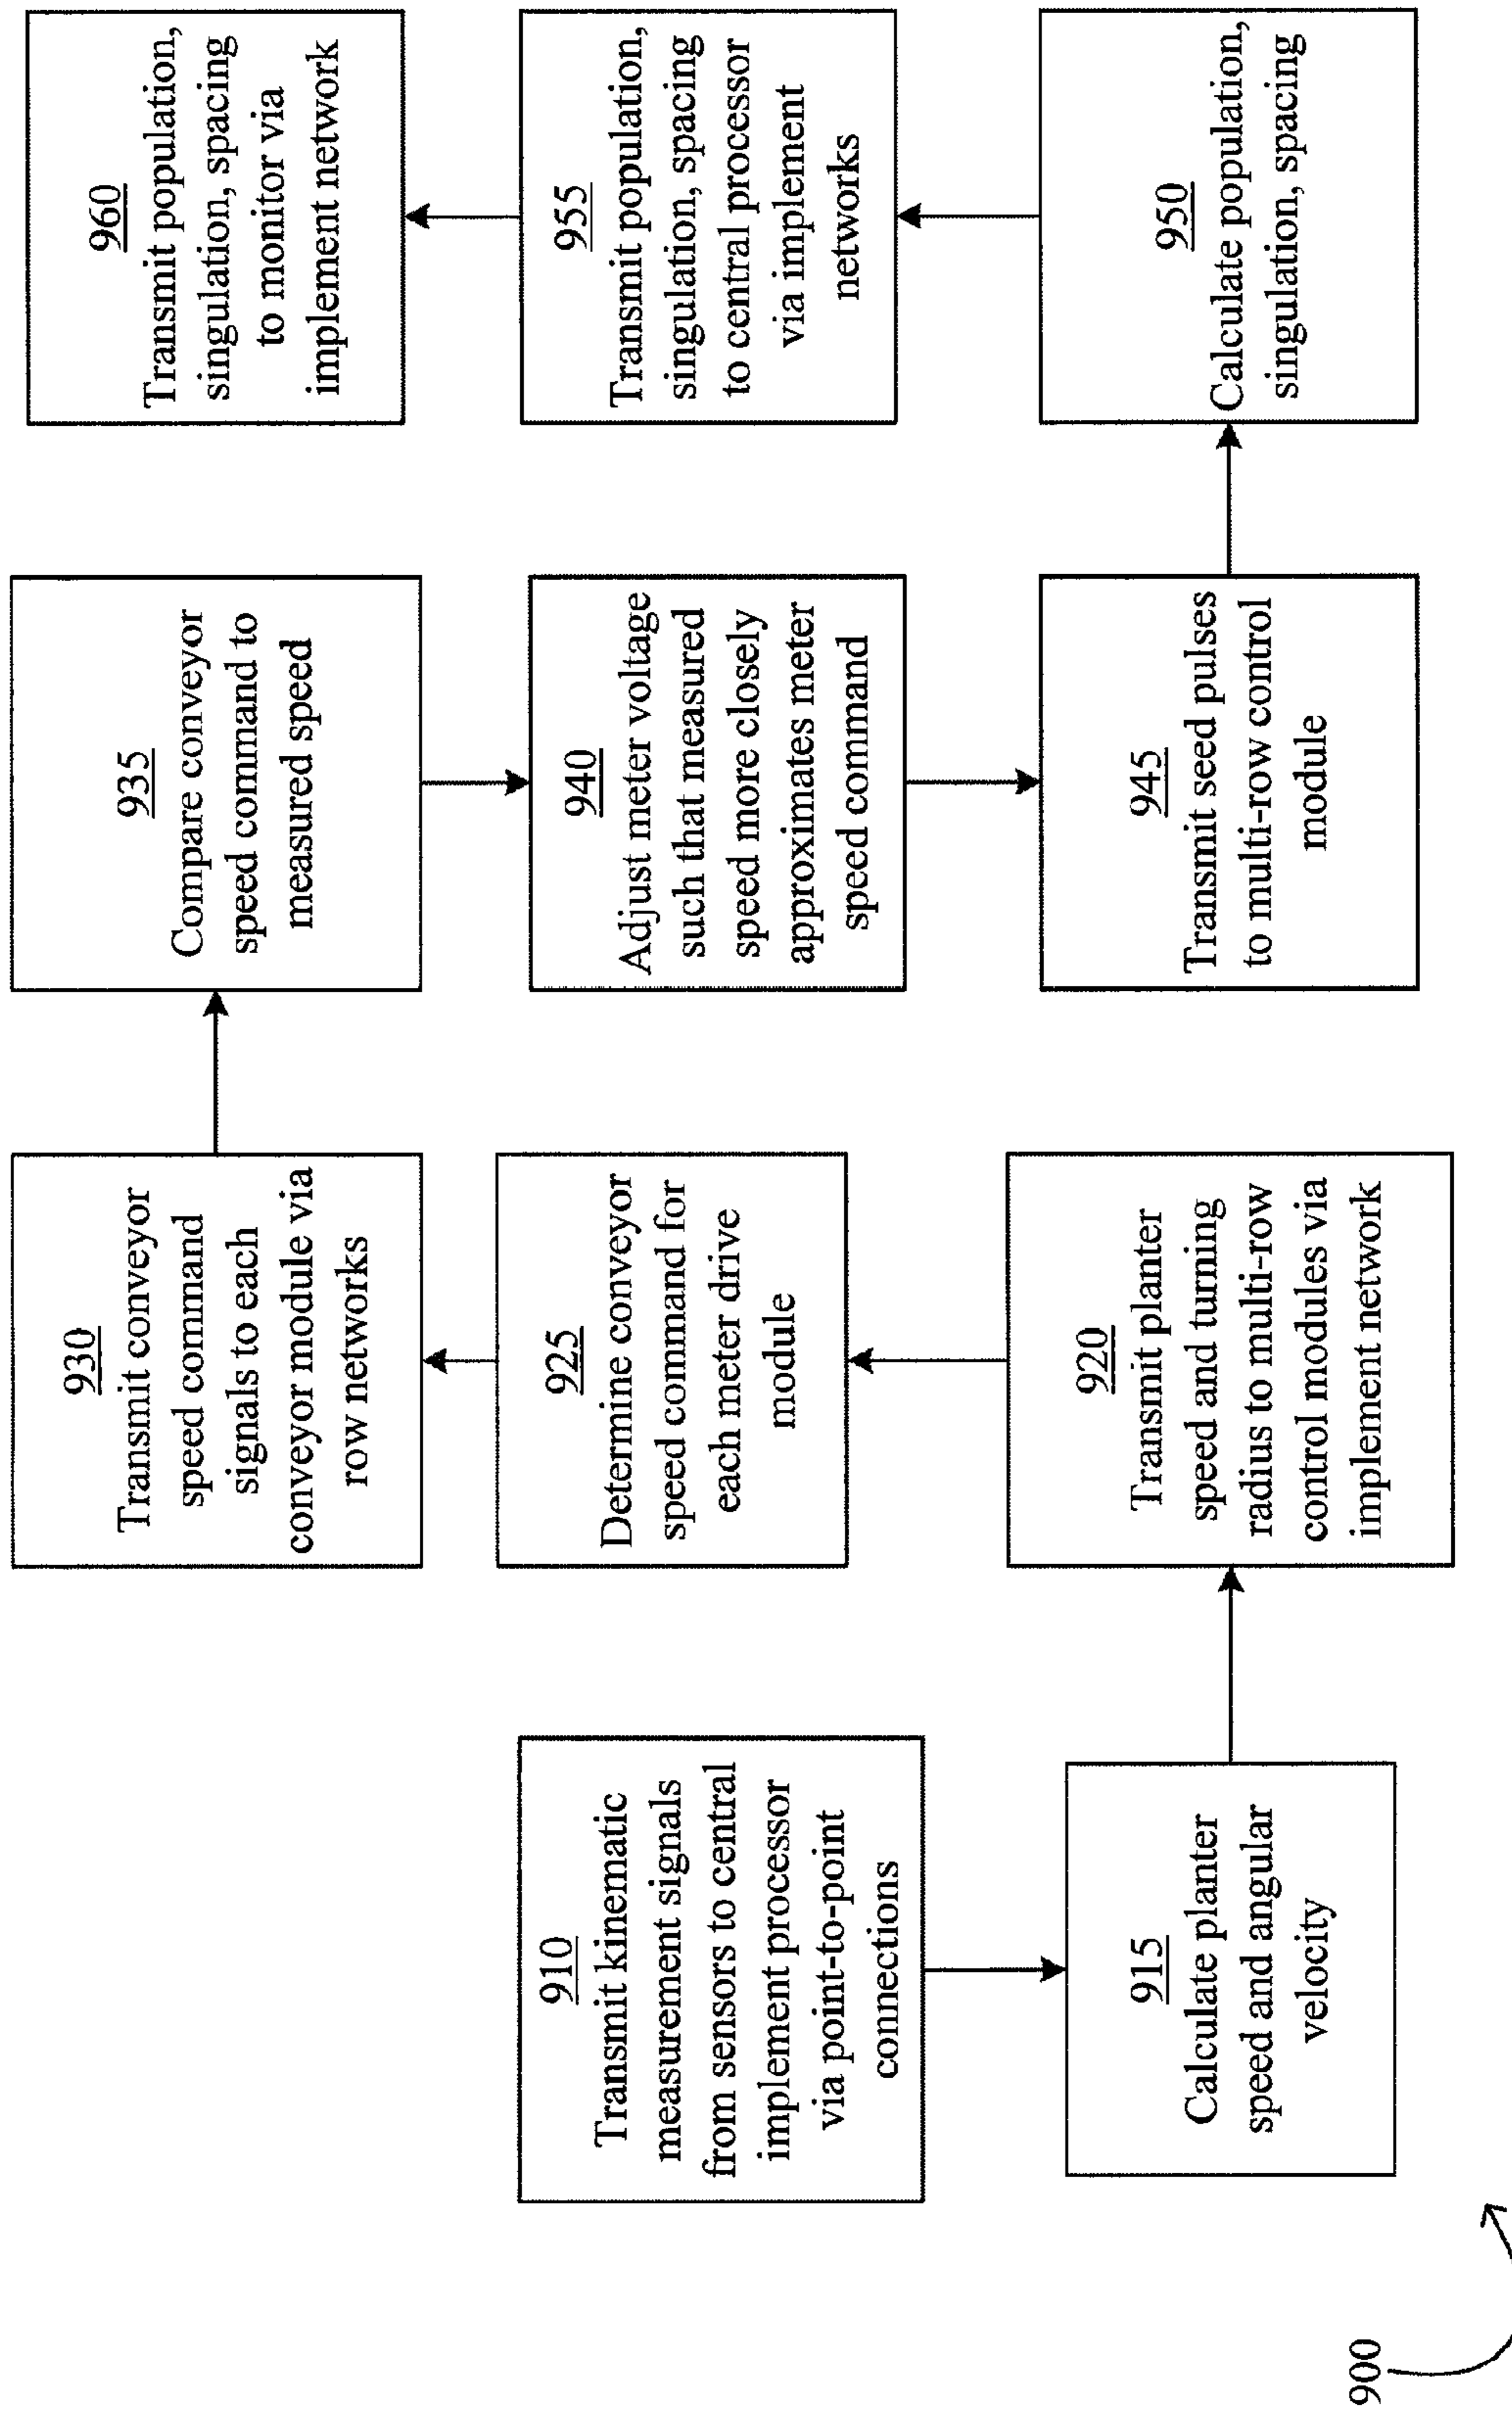 910
Transmit kinematic
measurement signals
from sensors to central
implement processor
via point-to-point
connections
915
Calculate planter
speed and angular
velocity
920
Transmit planter
speed and turning
radius to multi-row
control modules via
implement network
925
Determine conveyor
speed command for
each meter drive
module
930
Transmit conveyor
speed command
signals to each
conveyor module via
row networks
935
Compare conveyor
speed command to
measured speed
940
Adjust meter voltage
such that measured
speed more closely
approximates meter
speed command
945
Transmit seed pulses
to multi-row control
module
950
Calculate population,
singulation, spacing
955
Transmit population,
singulation, spacing
to central processor
via implement
networks
960
Transmit population,
singulation, spacing
to monitor via
implement network
900